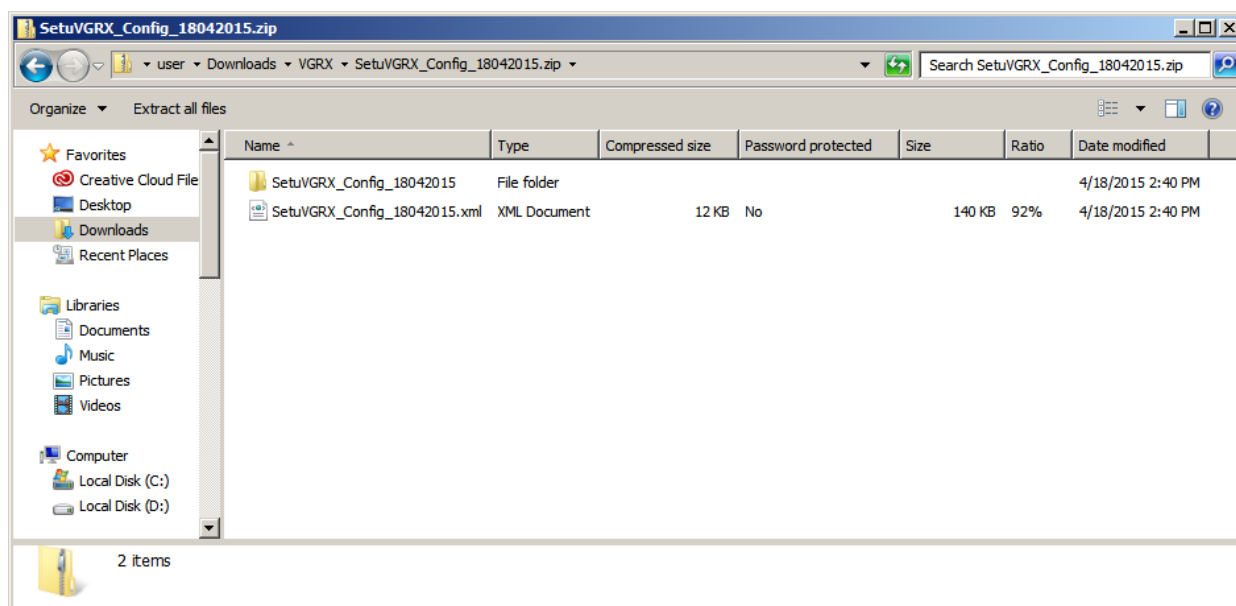 SetuVGRX_Config_18042015.zip
user Downloads VGRX SetuVGRX_Config_18042015.zip Search SetuVGRX_Config_18042015.zip
Organize Extract all files
Name Type Compressed size Password protected Size Ratio Date modified
Favorites
Creative Cloud File
Desktop
Downloads
Recent Places
Libraries
Documents
Music
Pictures
Videos
Computer
Local Disk (C:)
Local Disk (D:)
SetuVGRX_Config_18042015 File folder 4/18/2015 2:40 PM
SetuVGRX_Config_18042015.xml XML Document 12 KB No 140 KB 92% 4/18/2015 2:40 PM
2 items